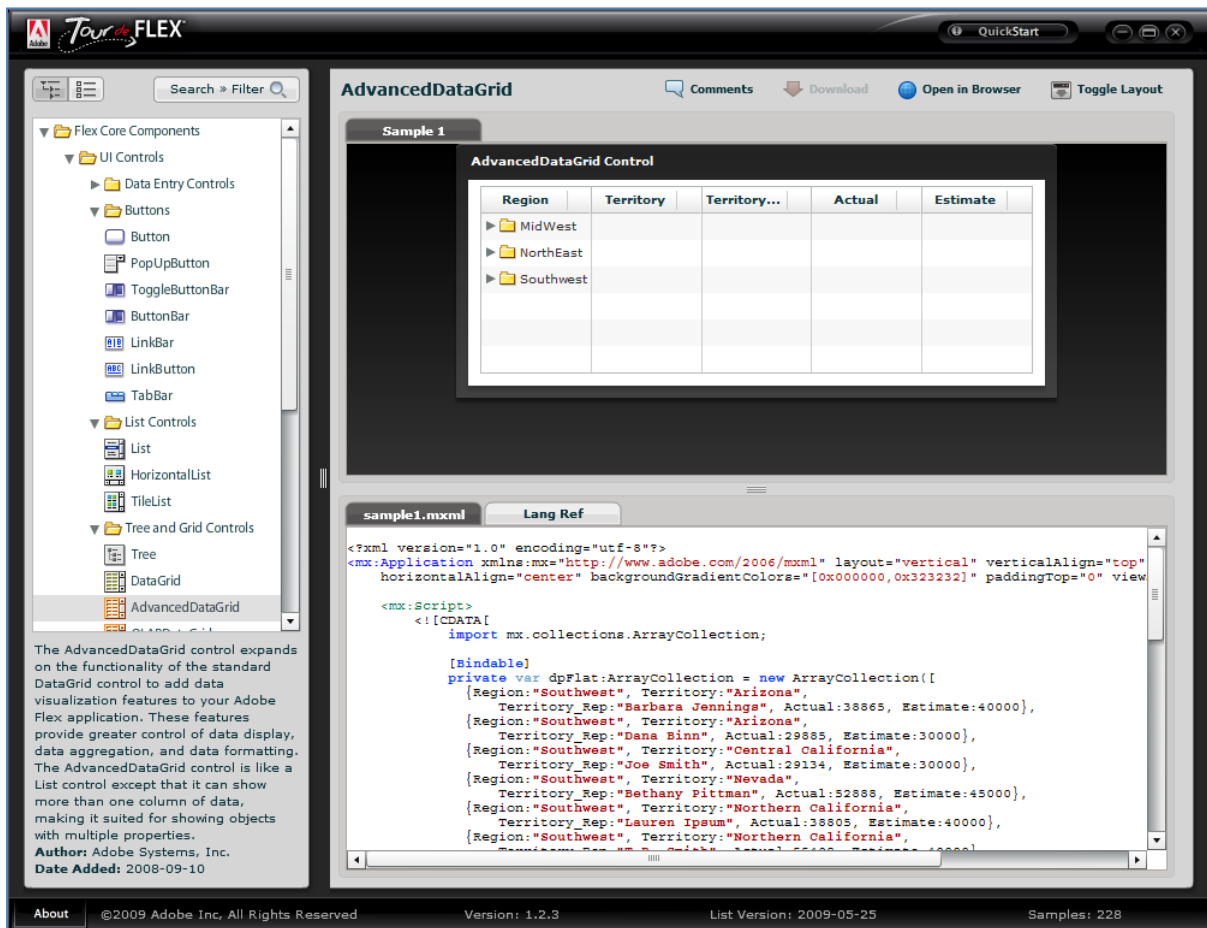 Adobe
Tour de FLEX
QuickStart
Search » Filter
Flex Core Components
UI Controls
Data Entry Controls
Buttons
Button
PopUpButton
ToggleButtonBar
ButtonBar
LinkBar
LinkButton
TabBar
List Controls
List
HorizontalList
TileList
Tree and Grid Controls
Tree
DataGrid
AdvancedDataGrid
The AdvancedDataGrid control expands
on the functionality of the standard
DataGrid control to add data
visualization features to your Adobe
Flex application. These features
provide greater control of data display,
data aggregation, and data formatting.
The AdvancedDataGrid control is like a
List control except that it can show
more than one column of data,
making it suited for showing objects
with multiple properties.
Author: Adobe Systems, Inc.
Date Added: 2008-09-10
AdvancedDataGrid
Comments Download Open in Browser Toggle Layout
Sample 1
AdvancedDataGrid Control
Region Territory Territory... Actual Estimate
MidWest
NorthEast
Southwest
sample1.mxml Lang Ref
<?xml version="1.0" encoding="utf-8"?>
<mx:Application xmlns:mx="http://www.adobe.com/2006/mxml" layout="vertical" verticalAlign="top"
horizontalAlign="center" backgroundGradientColors="[0x000000,0x323232]" paddingTop="0" view
<mx:Script>
<![CDATA[
import mx.collections.ArrayCollection;
[Bindable]
private var dpFlat:ArrayCollection = new ArrayCollection([
{Region:"Southwest", Territory:"Arizona",
Territory_Rep:"Barbara Jennings", Actual:38865, Estimate:40000},
{Region:"Southwest", Territory:"Arizona",
Territory_Rep:"Dana Binn", Actual:29885, Estimate:30000},
{Region:"Southwest", Territory:"Central California",
Territory_Rep:"Joe Smith", Actual:29134, Estimate:30000},
{Region:"Southwest", Territory:"Nevada",
Territory_Rep:"Bethany Pittman", Actual:52888, Estimate:45000},
{Region:"Southwest", Territory:"Northern California",
Territory_Rep:"Lauren Ipsum", Actual:38805, Estimate:40000},
{Region:"Southwest", Territory:"Northern California",
About ©2009 Adobe Inc, All Rights Reserved Version: 1.2.3 List Version: 2009-05-25 Samples: 228